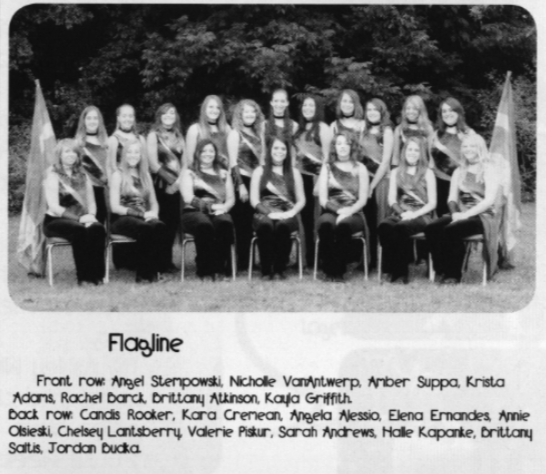 Flagline
Front row: Angel Stempowski, Nicholle VanAntwerp, Amber Suppa, Krista
Adams, Rachel Barck, Brittany Atkinson, Kayla Griffith.
Back row: Candis Rooker, Kara Cremean, Angela Alessio, Elena Ernandes, Annie
Olsieski, Chelsey Lantsberry, Valerie Piskur, Sarah Andrews, Halle Kapanke, Brittany
Saltis, Jordan Budka.